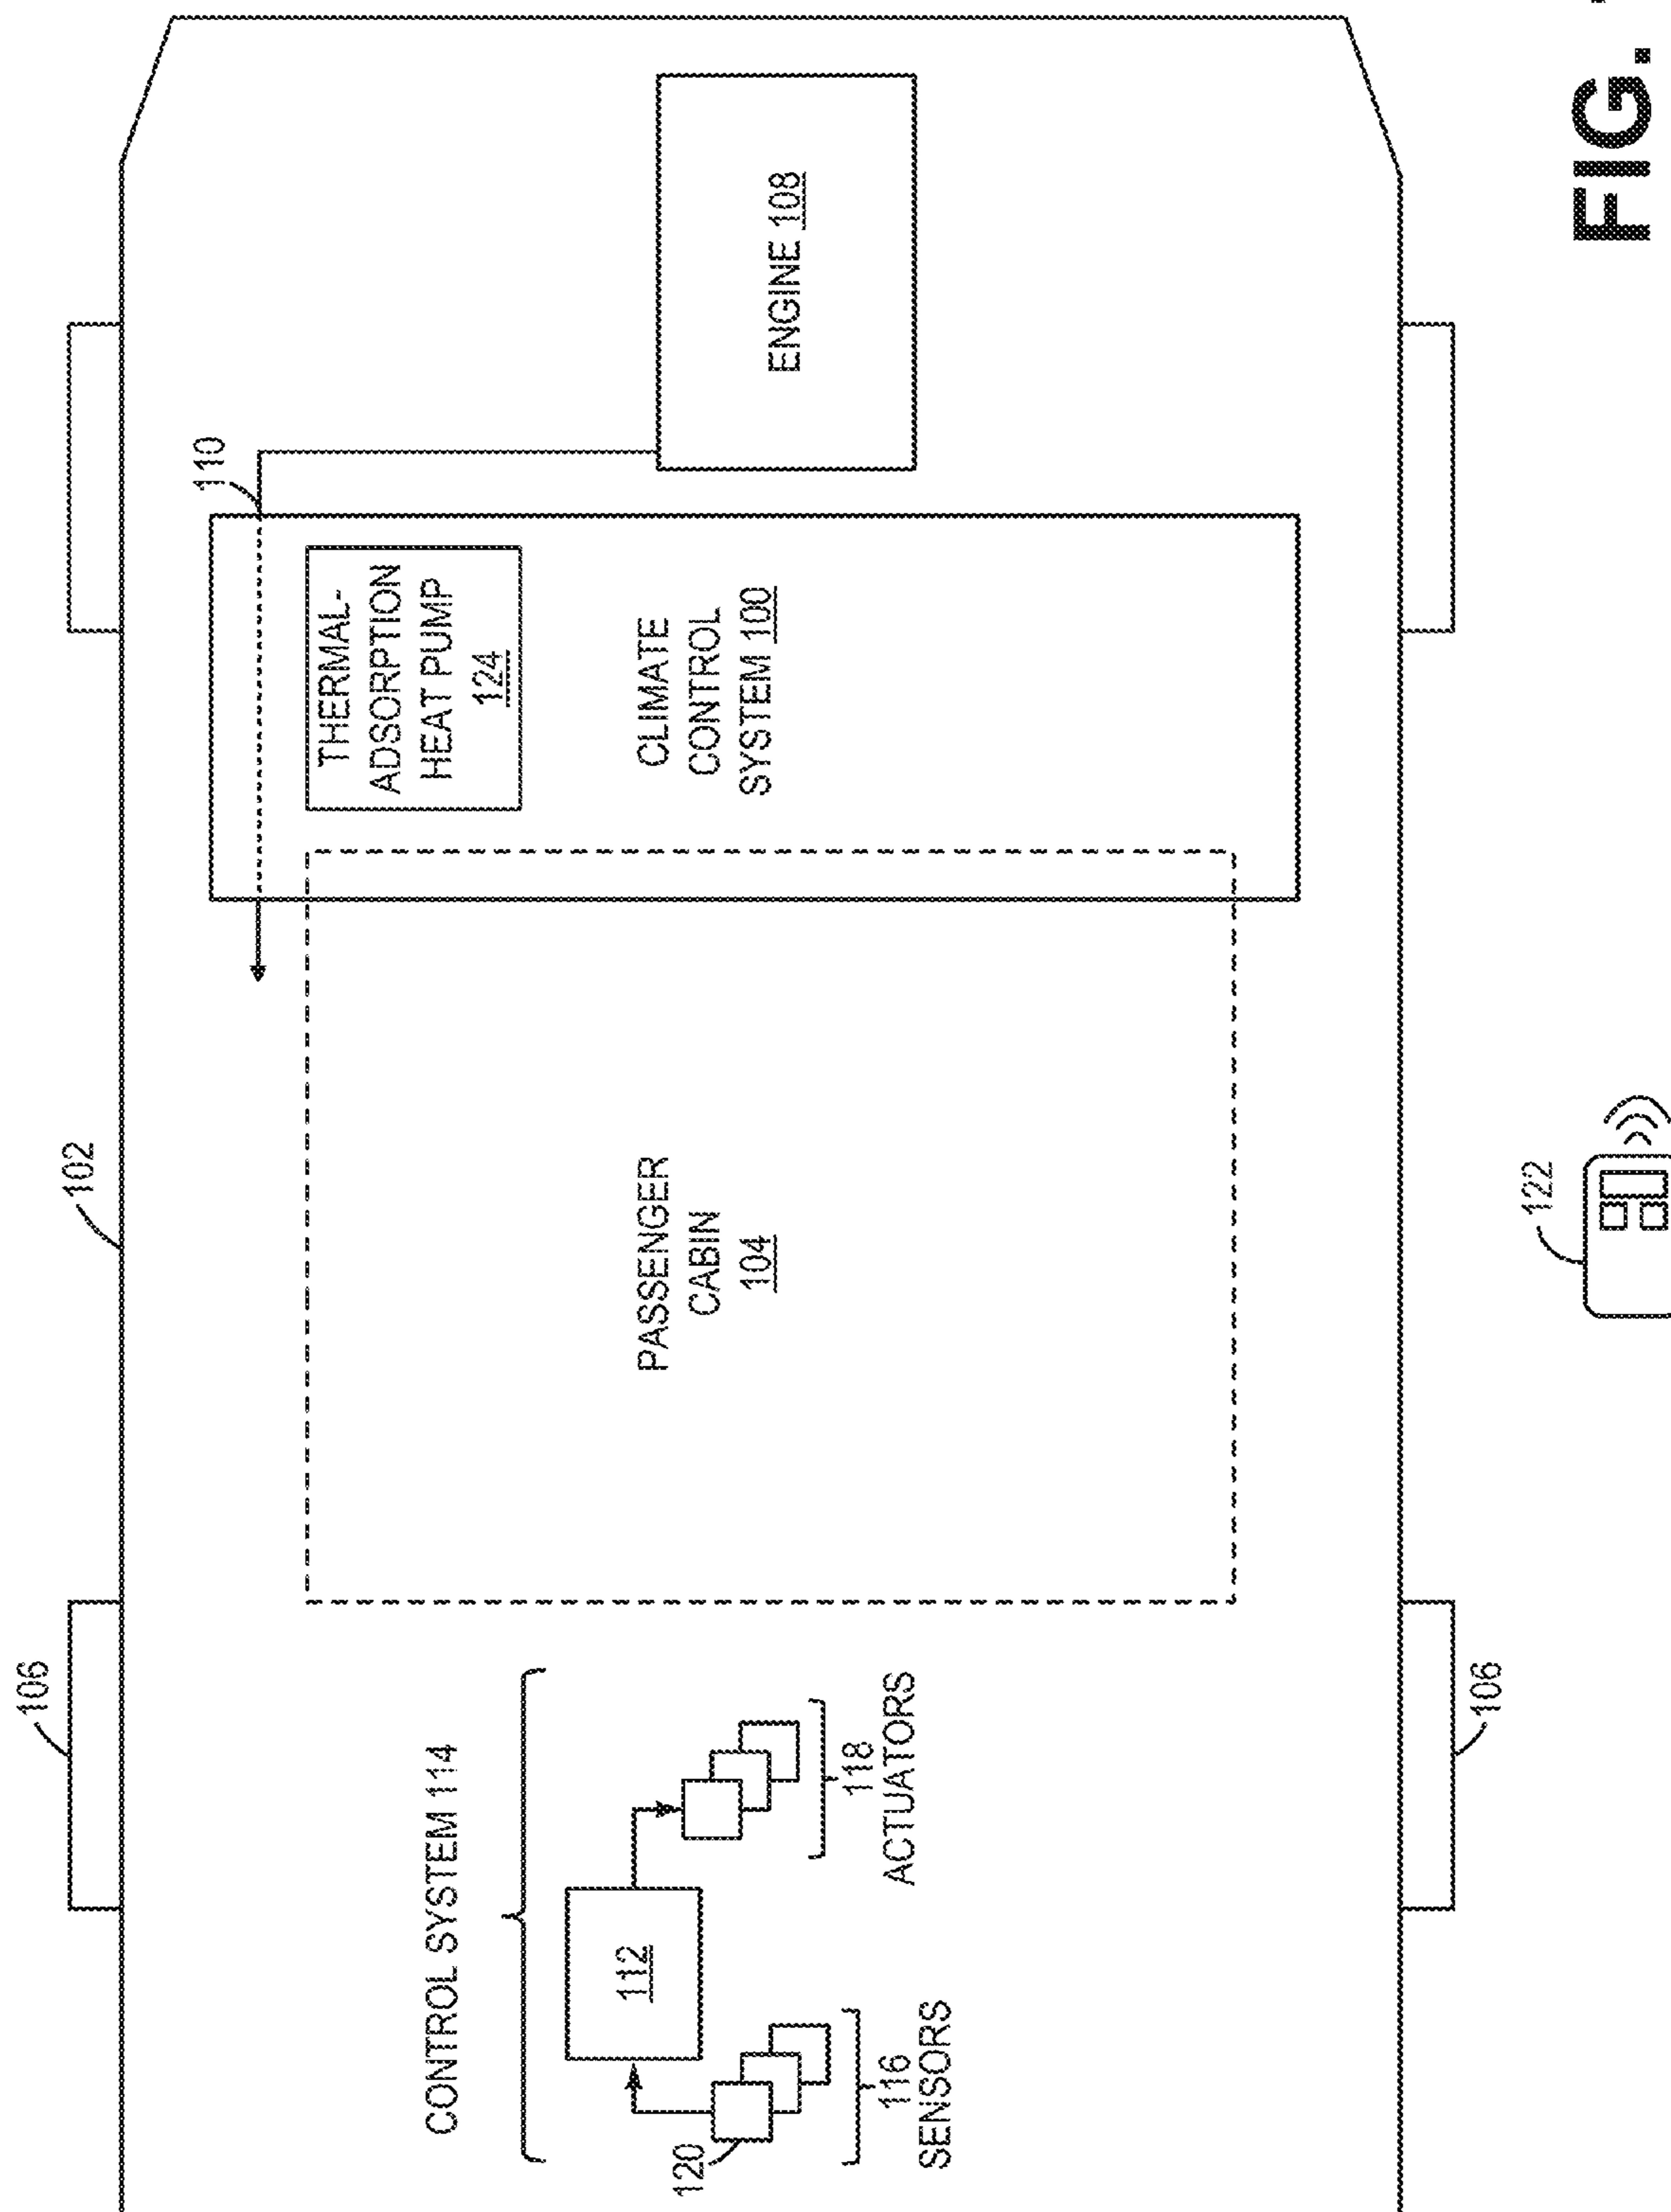 106
102
110
THERMAL-
ADSORPTION
HEAT PUMP
124
CONTROL SYSTEM 114
112
120
118
ACTUATORS
116
SENSORS
PASSENGER
CABIN
104
CLIMATE
CONTROL
SYSTEM 100
ENGINE 108
106
122
FIG.